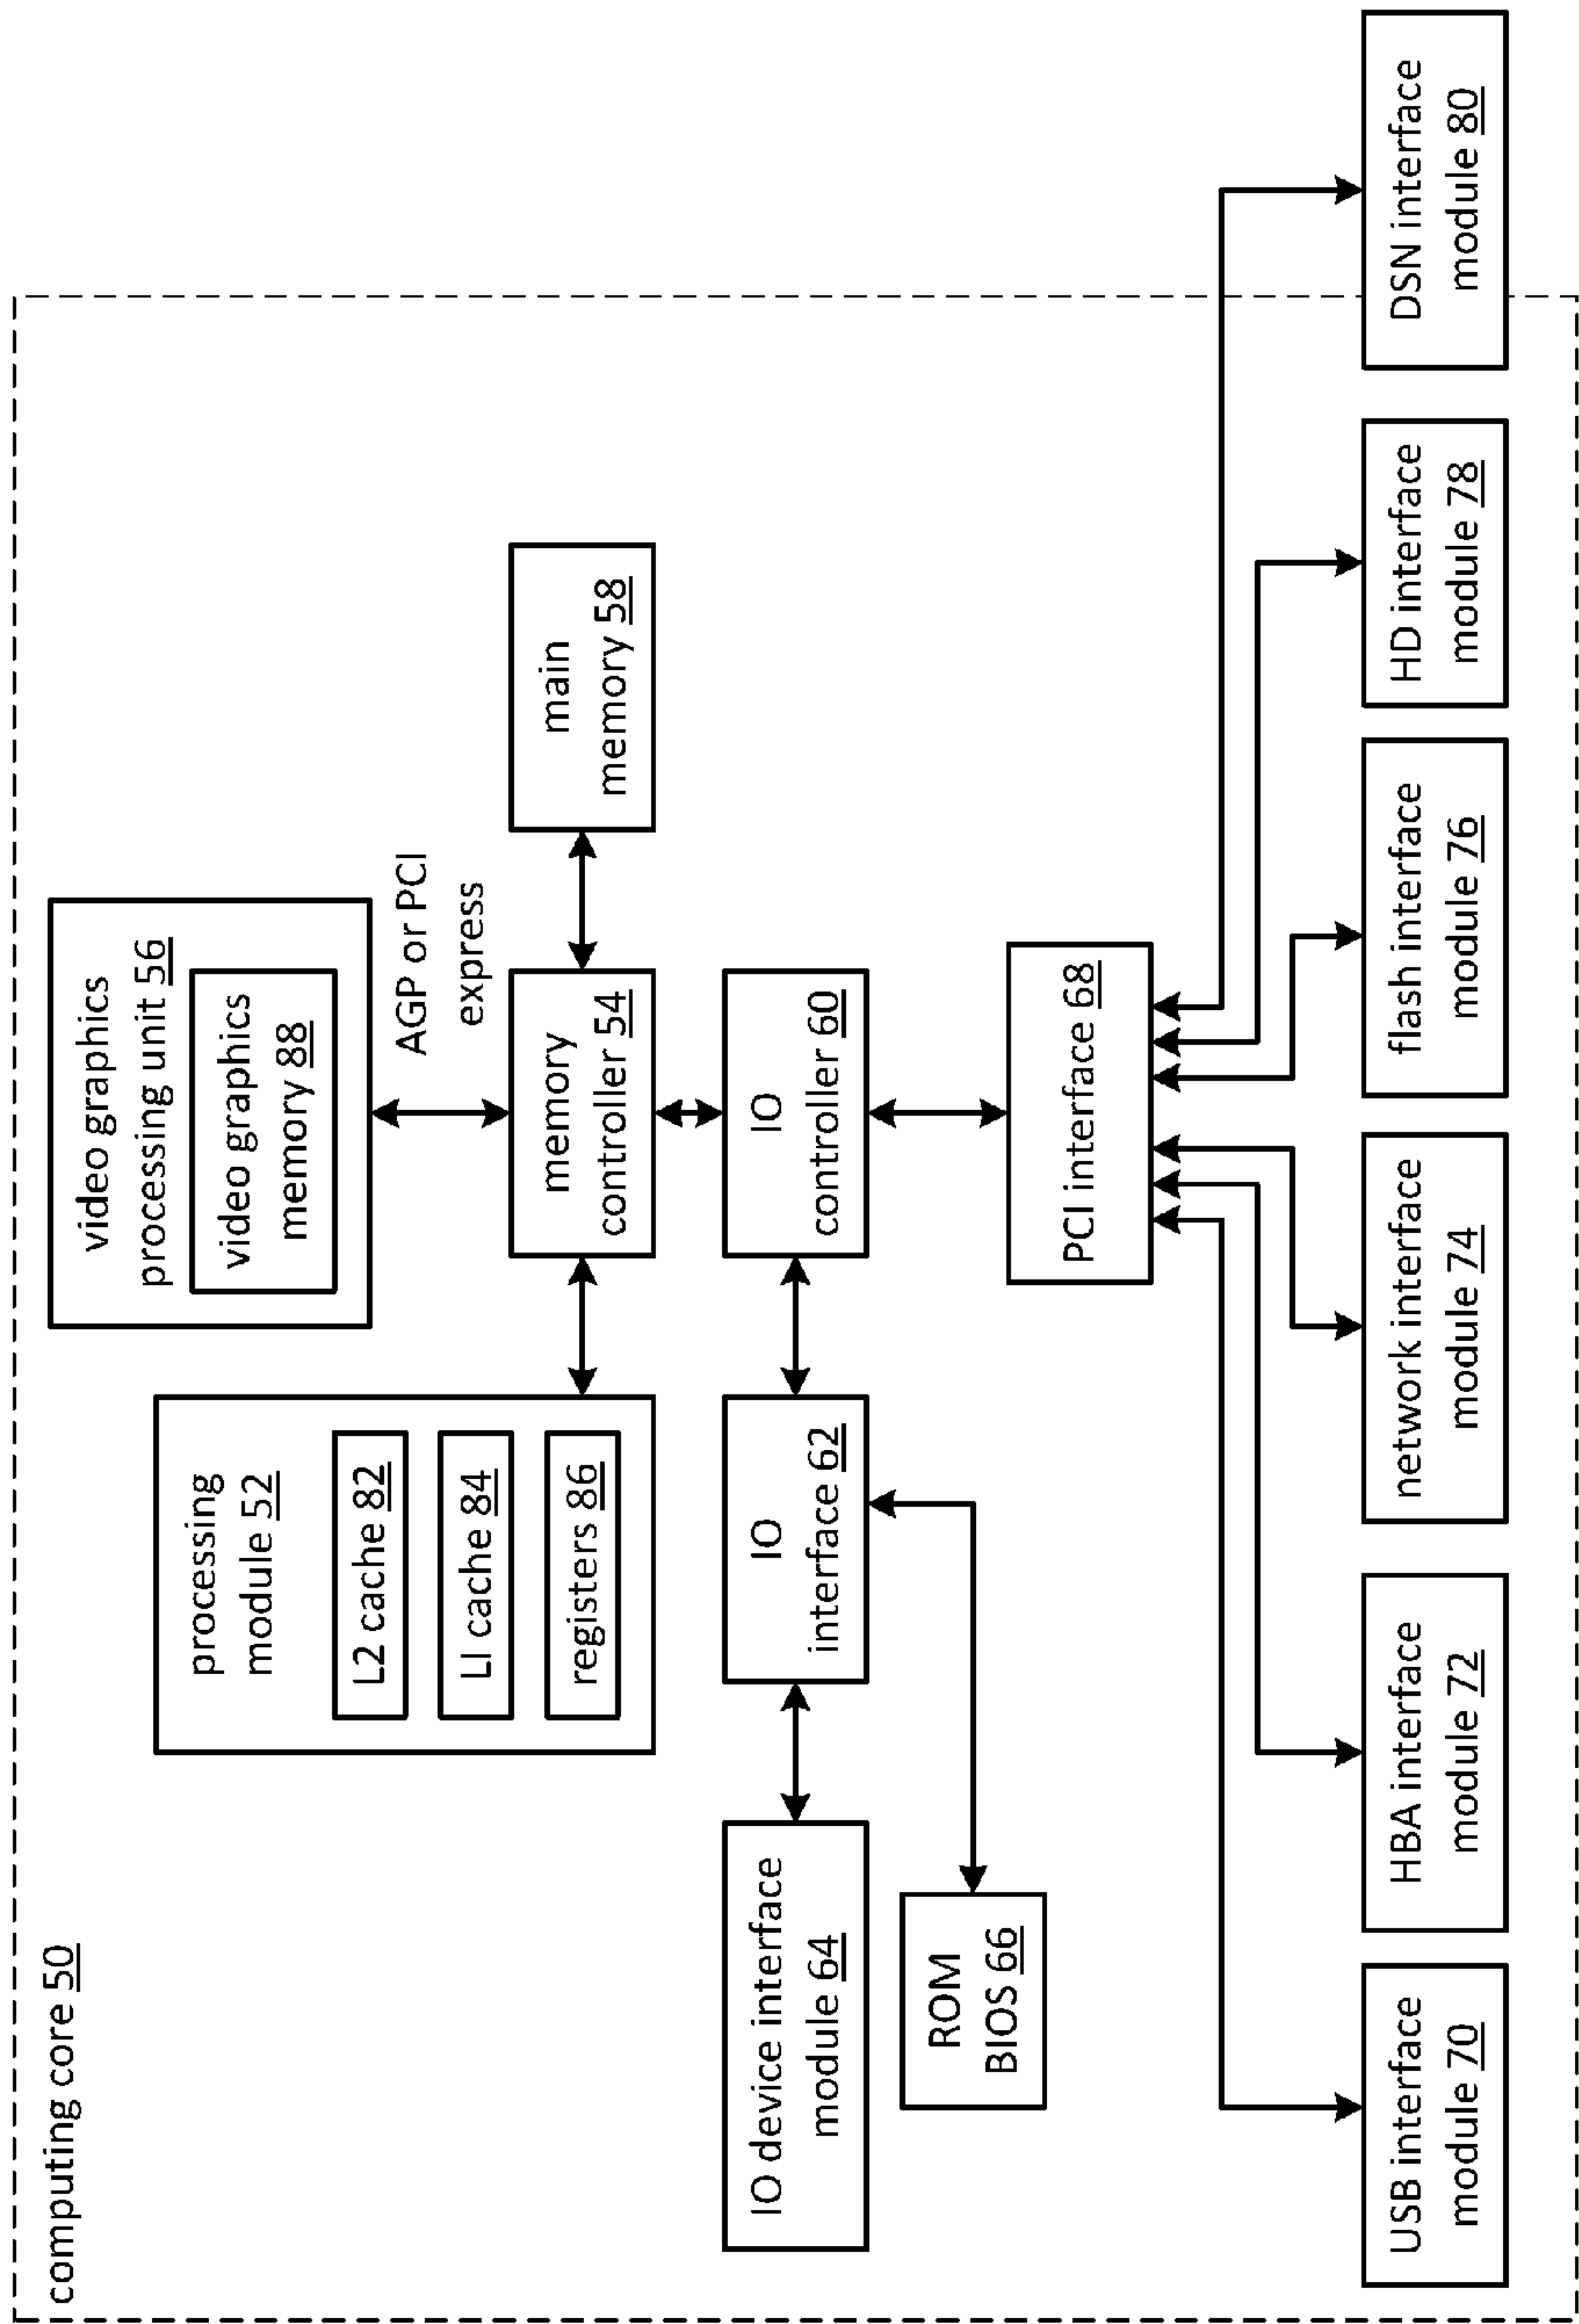 computing core 50
video graphics
processing unit 56
video graphics
memory 88
processing
module 52
L2 cache 82
LI cache 84
registers 86
AGP or PCI
express
memory
controller 54
main
memory 58
IO device interface
module 64
IO
interface 62
IO
controller 60
ROM
BIOS 66
PCI interface 68
USB interface
module 70
HBA interface
module 72
network interface
module 74
flash interface
module 76
HD interface
module 78
DSN interface
module 80